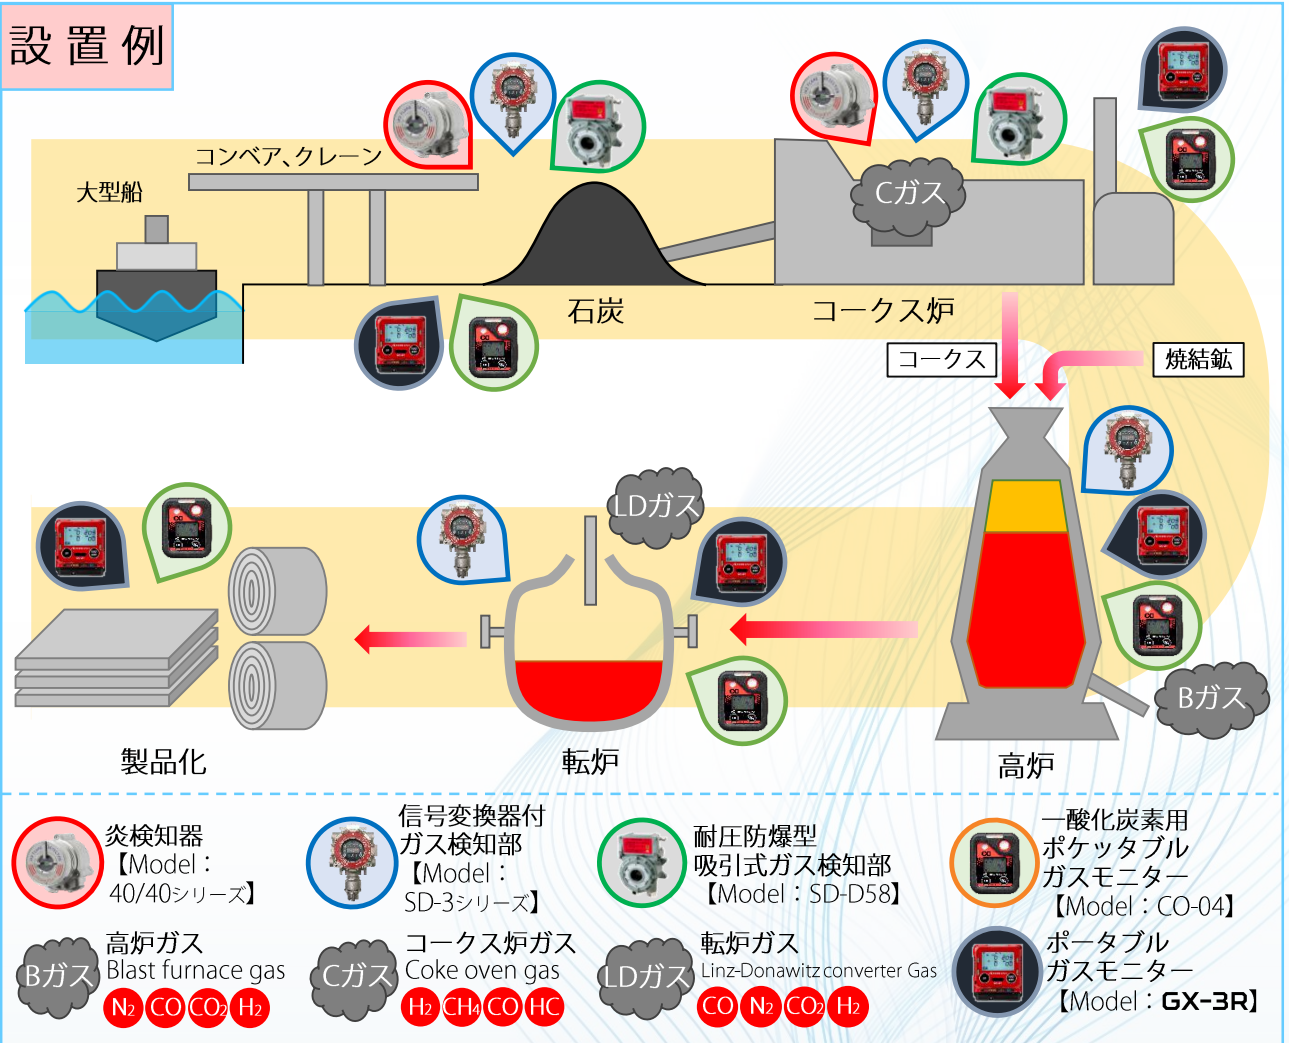 設置例
コンベア、クレーン
大型船
Cガス
石炭
コークス炉
コークス
焼結鉱
LDガス
Bガス
製品化
転炉
高炉
炎検知器
【Model：
40/40シリーズ】
信号変換器付
ガス検知部
【Model：
SD-3シリーズ】
耐圧防爆型
吸引式ガス検知部
【Model：SD-D58】
一酸化炭素用
ポケッタブル
ガスモニター
【Model：CO-04】
Bガス
高炉ガス
Blast furnace gas
N₂ CO CO₂ H₂
Cガス
コークス炉ガス
Coke oven gas
H₂ CH₄ CO HC
LDガス
転炉ガス
Linz-Donawitz converter Gas
CO N₂ CO₂ H₂
ポータブル
ガスモニター
【Model：GX-3R】